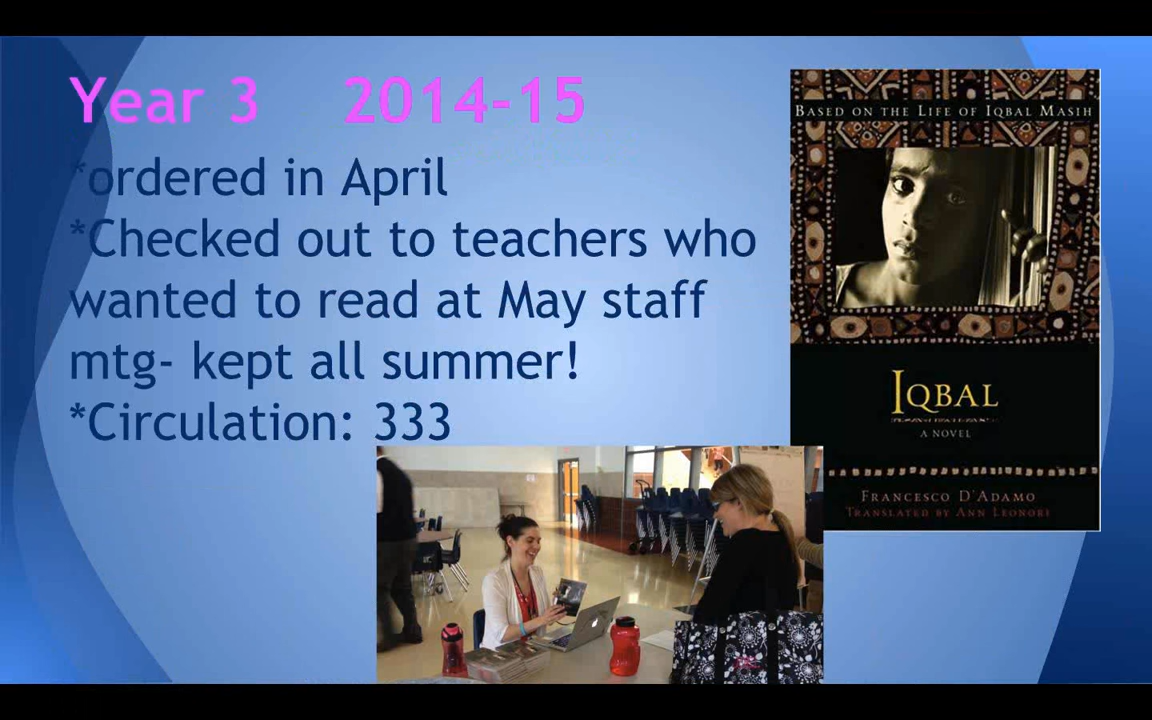 Year 3 2014-15
*ordered in April
*Checked out to teachers who
wanted to read at May staff
mtg- kept all summer!
*Circulation: 333
BASED ON THE LIFE OF IQBAL MASIH
IQBAL
A NOVEL
FRANCESCO D'ADAMO
TRANSLATED BY ANN LEONORI